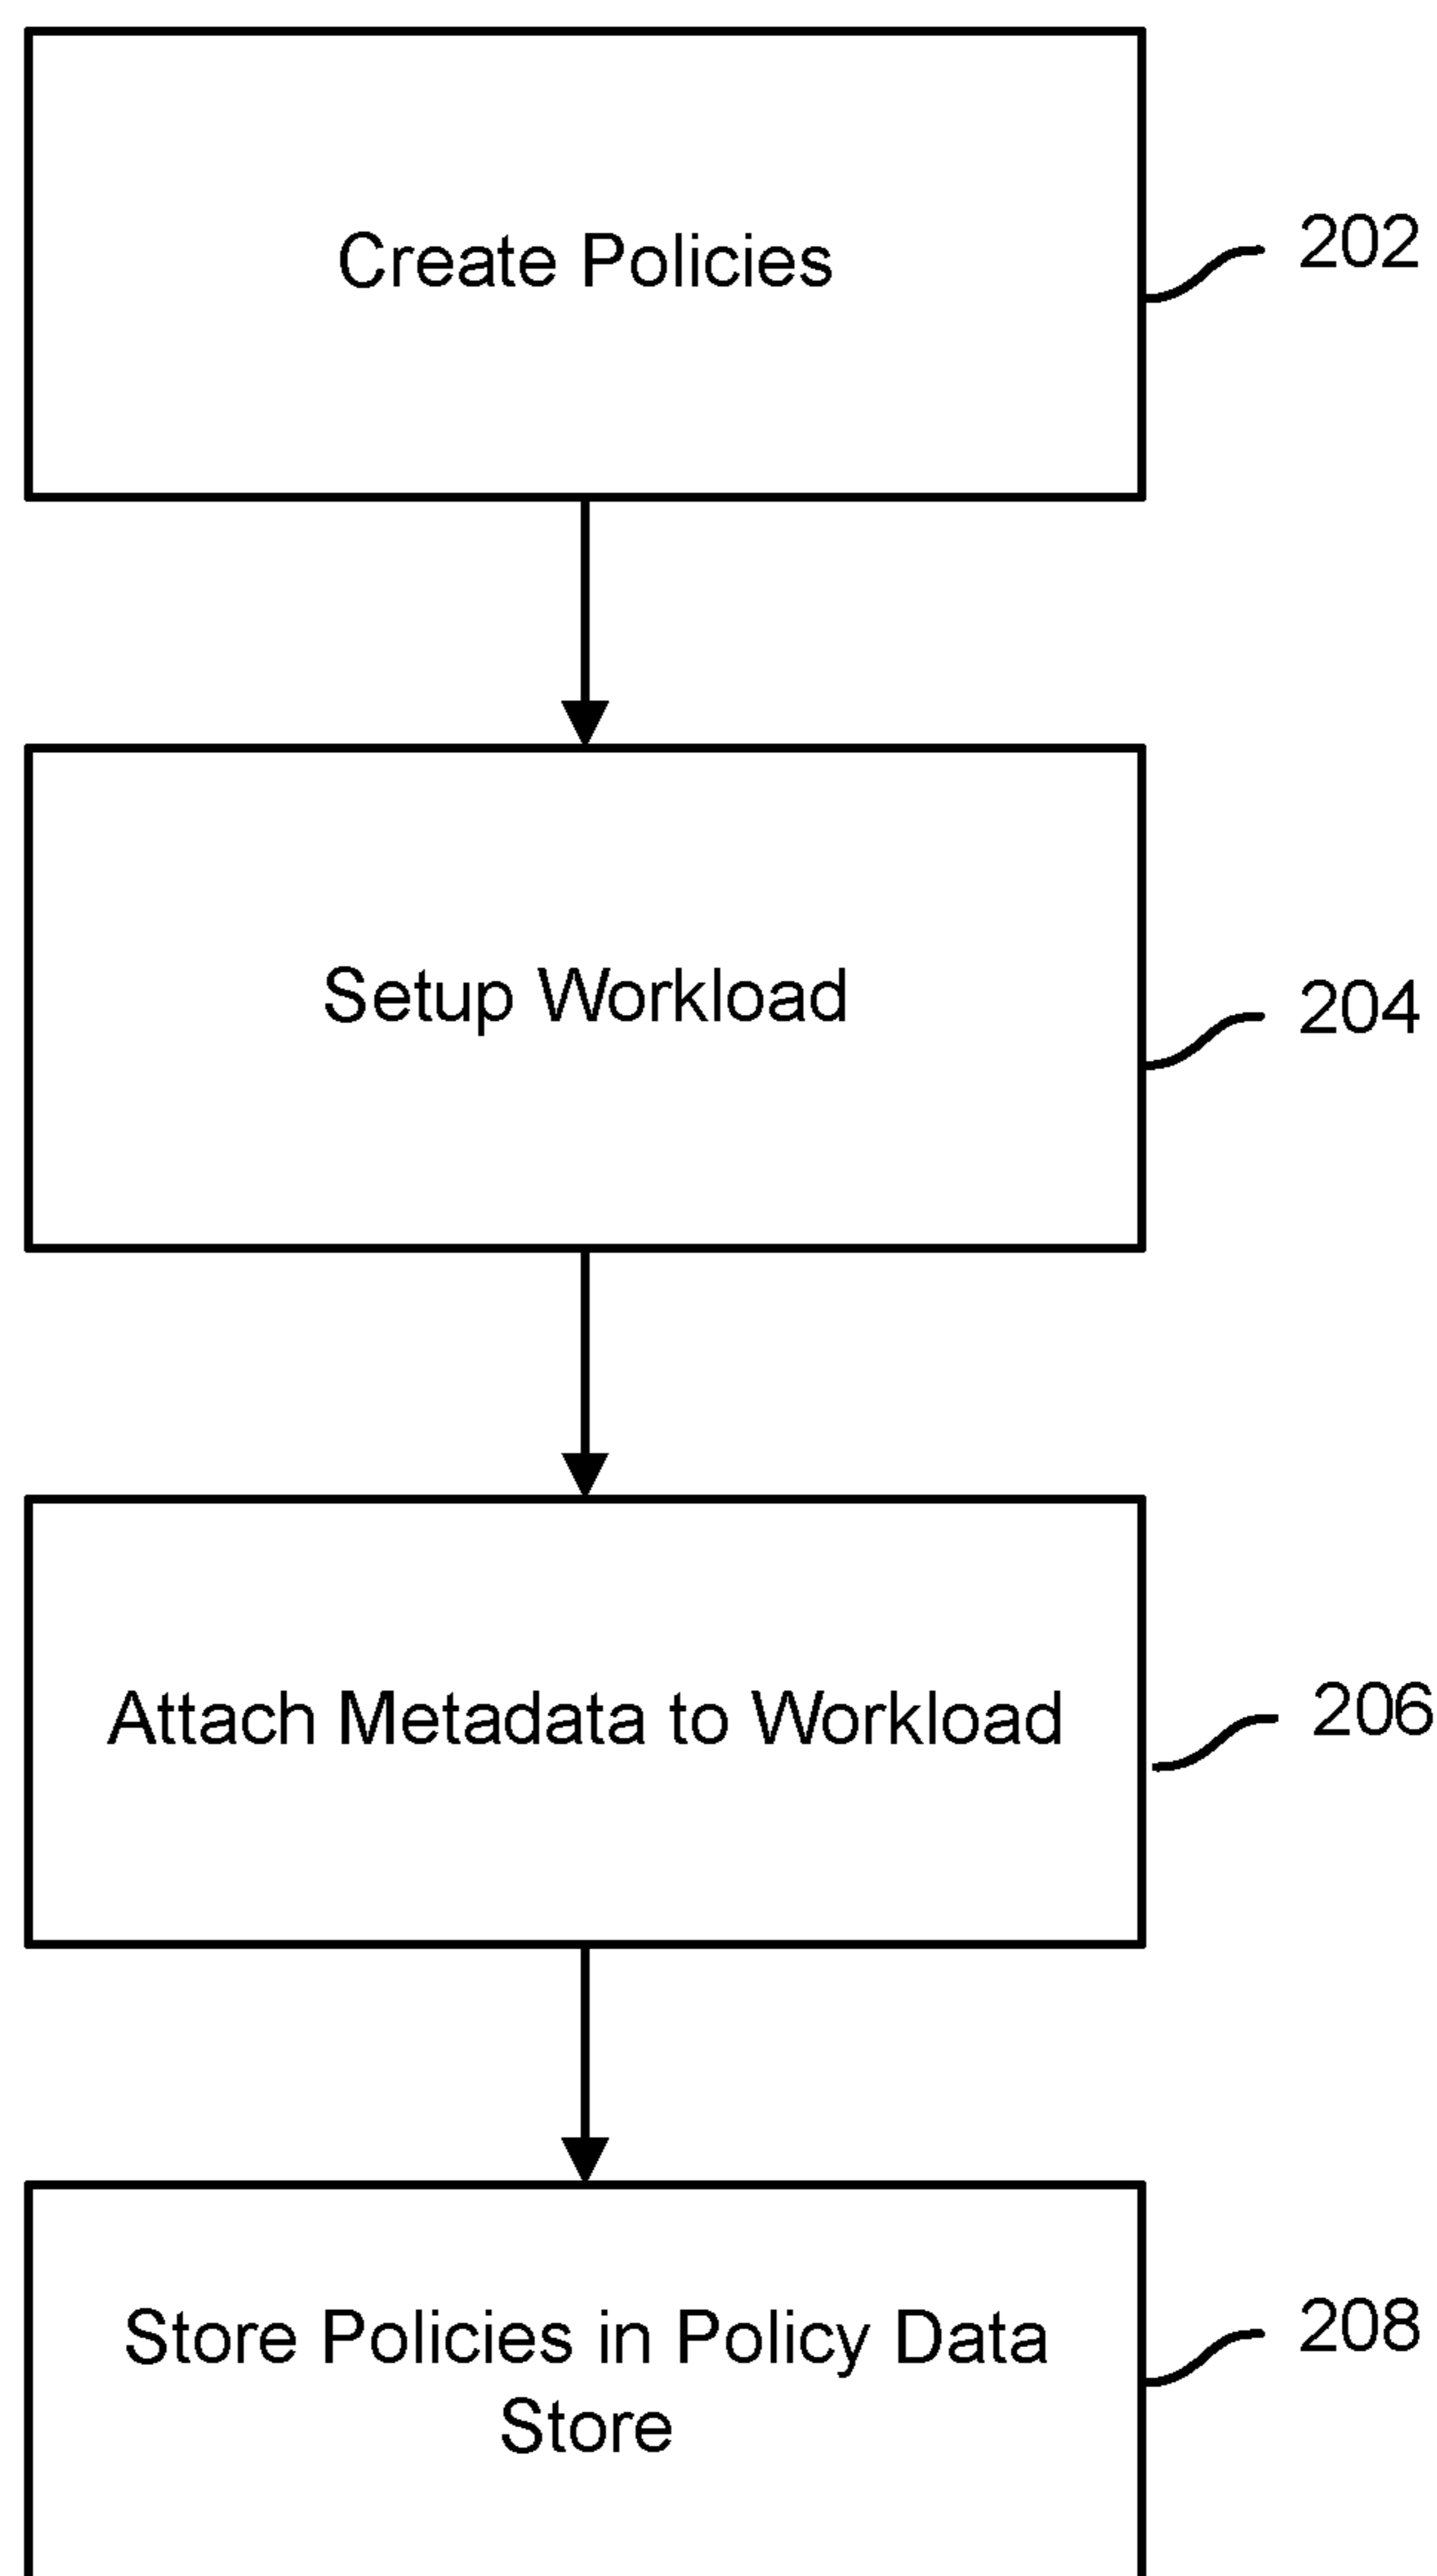 Create Policies
202
Setup Workload
204
Attach Metadata to Workload
206
Store Policies in Policy Data
Store
208